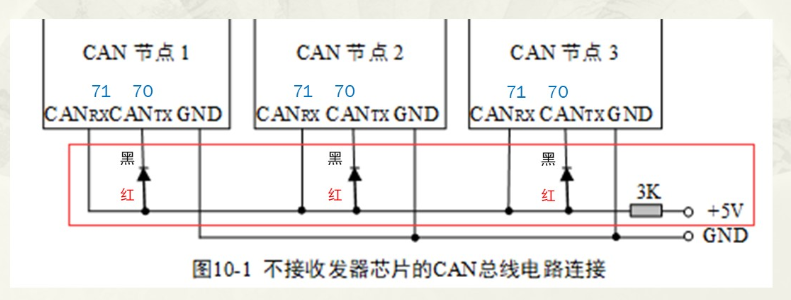 CAN 节点 1 CAN 节点 2 CAN 节点 3
71 70 71 70 71 70
CANRXCANTX GND CANRX CANTX GND CANRX CANTX GND
黑 黑 黑
红 红 红 3K
+5V
GND
图10-1 不接收发器芯片的CAN总线电路连接